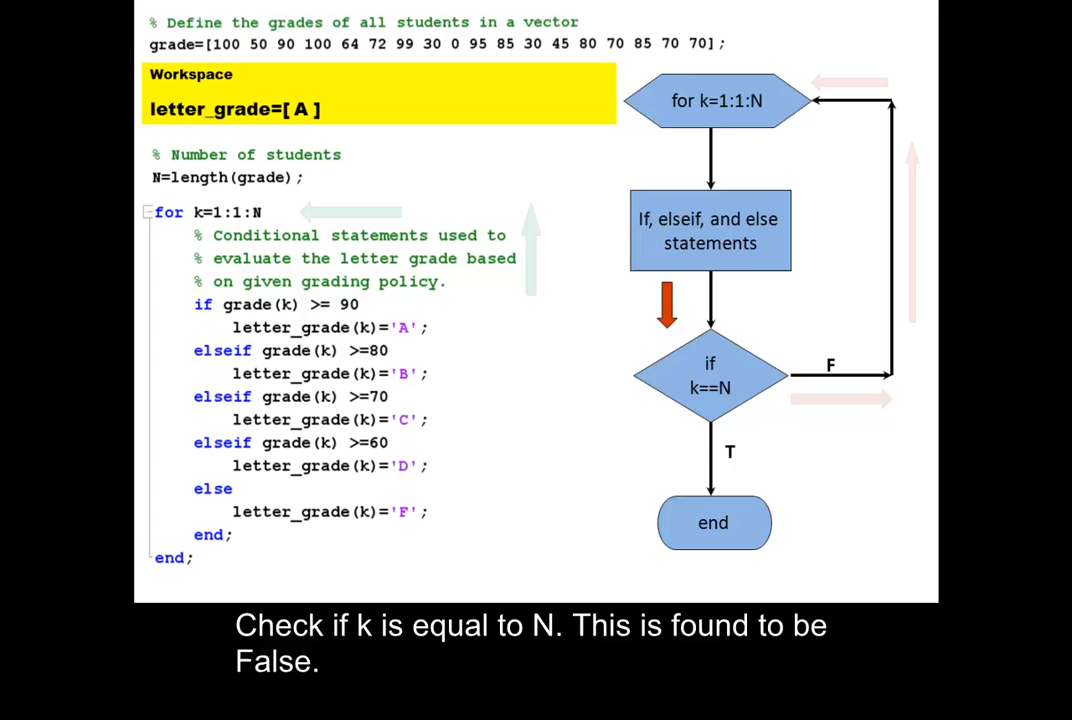 % Define the grades of all students in a vector
grade=[100 50 90 100 64 72 99 30 0 95 85 30 45 80 70 85 70 70];
Workspace
letter_grade=[ A ]
% Number of students
N=length(grade);
for k=1:1:N
% Conditional statements used to
% evaluate the letter grade based
% on given grading policy.
if grade(k) >= 90
letter_grade(k)='A';
elseif grade(k) >=80
letter_grade(k)='B';
elseif grade(k) >=70
letter_grade(k)='C';
elseif grade(k) >=60
letter_grade(k)='D';
else
letter_grade(k)='F';
end;
end;
for k=1:1:N
If, elseif, and else
statements
if
k==N
F
T
end
Check if k is equal to N. This is found to be
False.